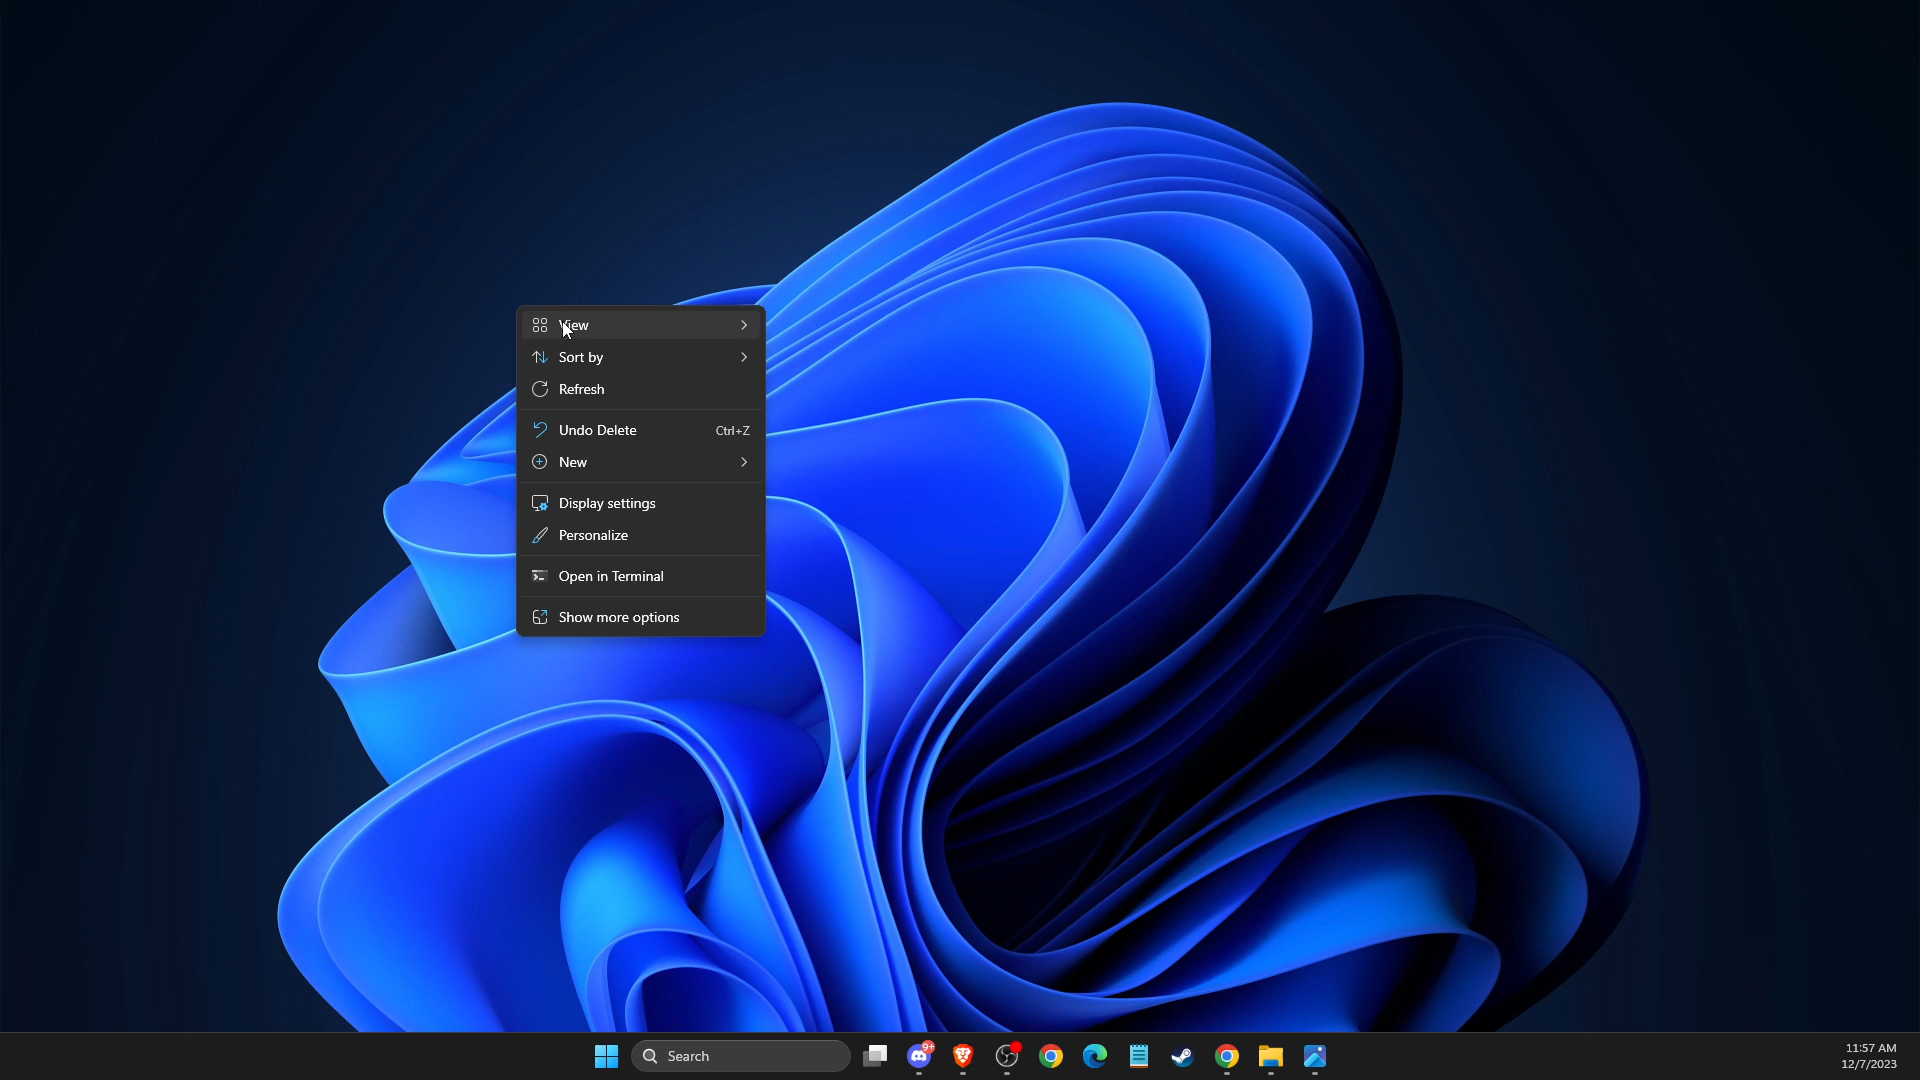 View
Sort by
Refresh
Undo Delete Ctrl+Z
New
Display settings
Personalize
Open in Terminal
Show more options
Search
9+
11:57 AM
12/7/2023